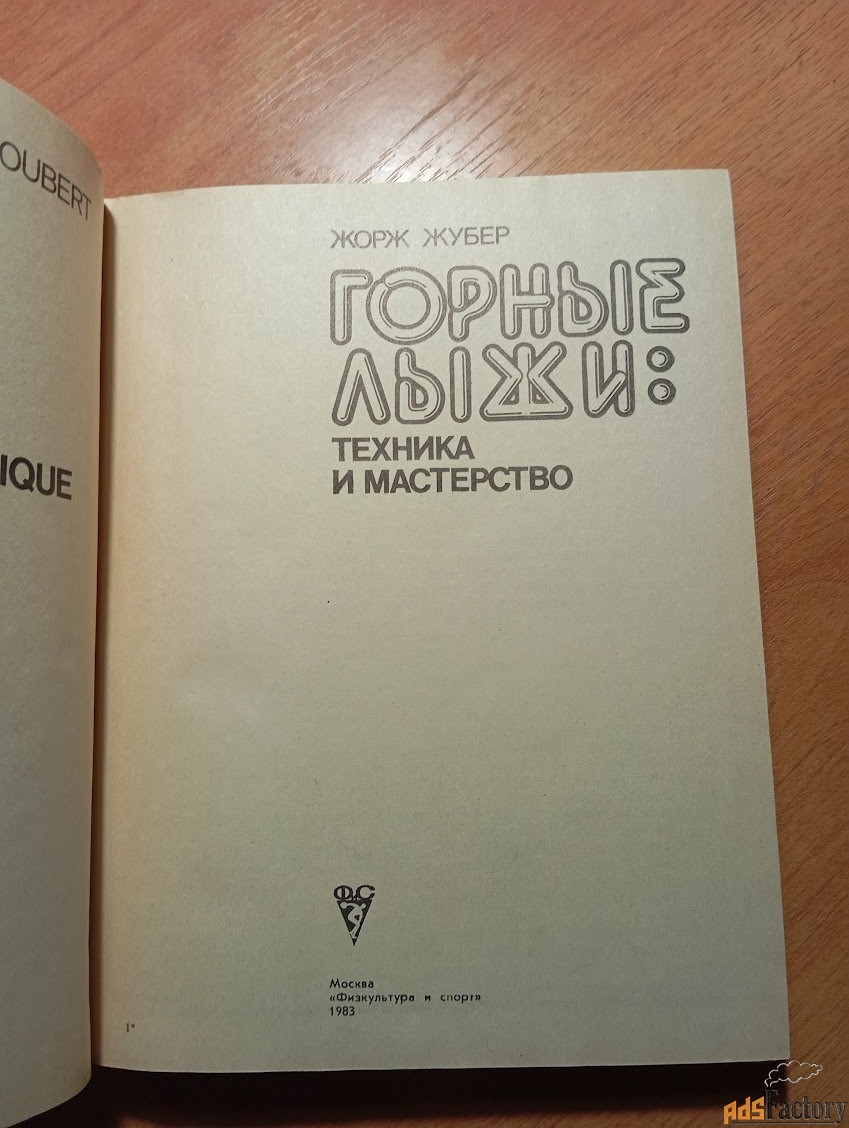 OUBERT
IQUE
ЖОРЖ ЖУБЕР
ГОРНЫЕ
ЛЫЖИ:
ТЕХНИКА
И МАСТЕРСТВО
ФиС
Москва
«Физкультура и спорт»
1983
1*
AdsFactory